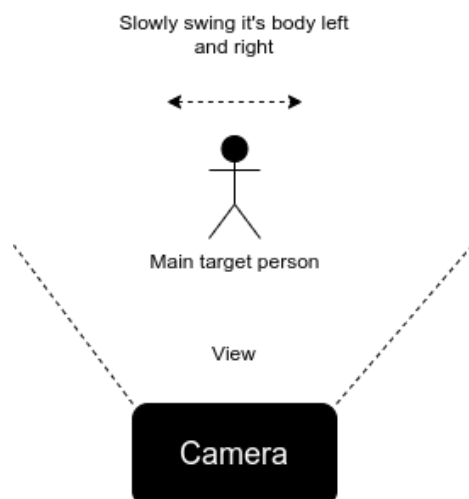 Slowly swing it's body left
and right
Main target person
View
Camera